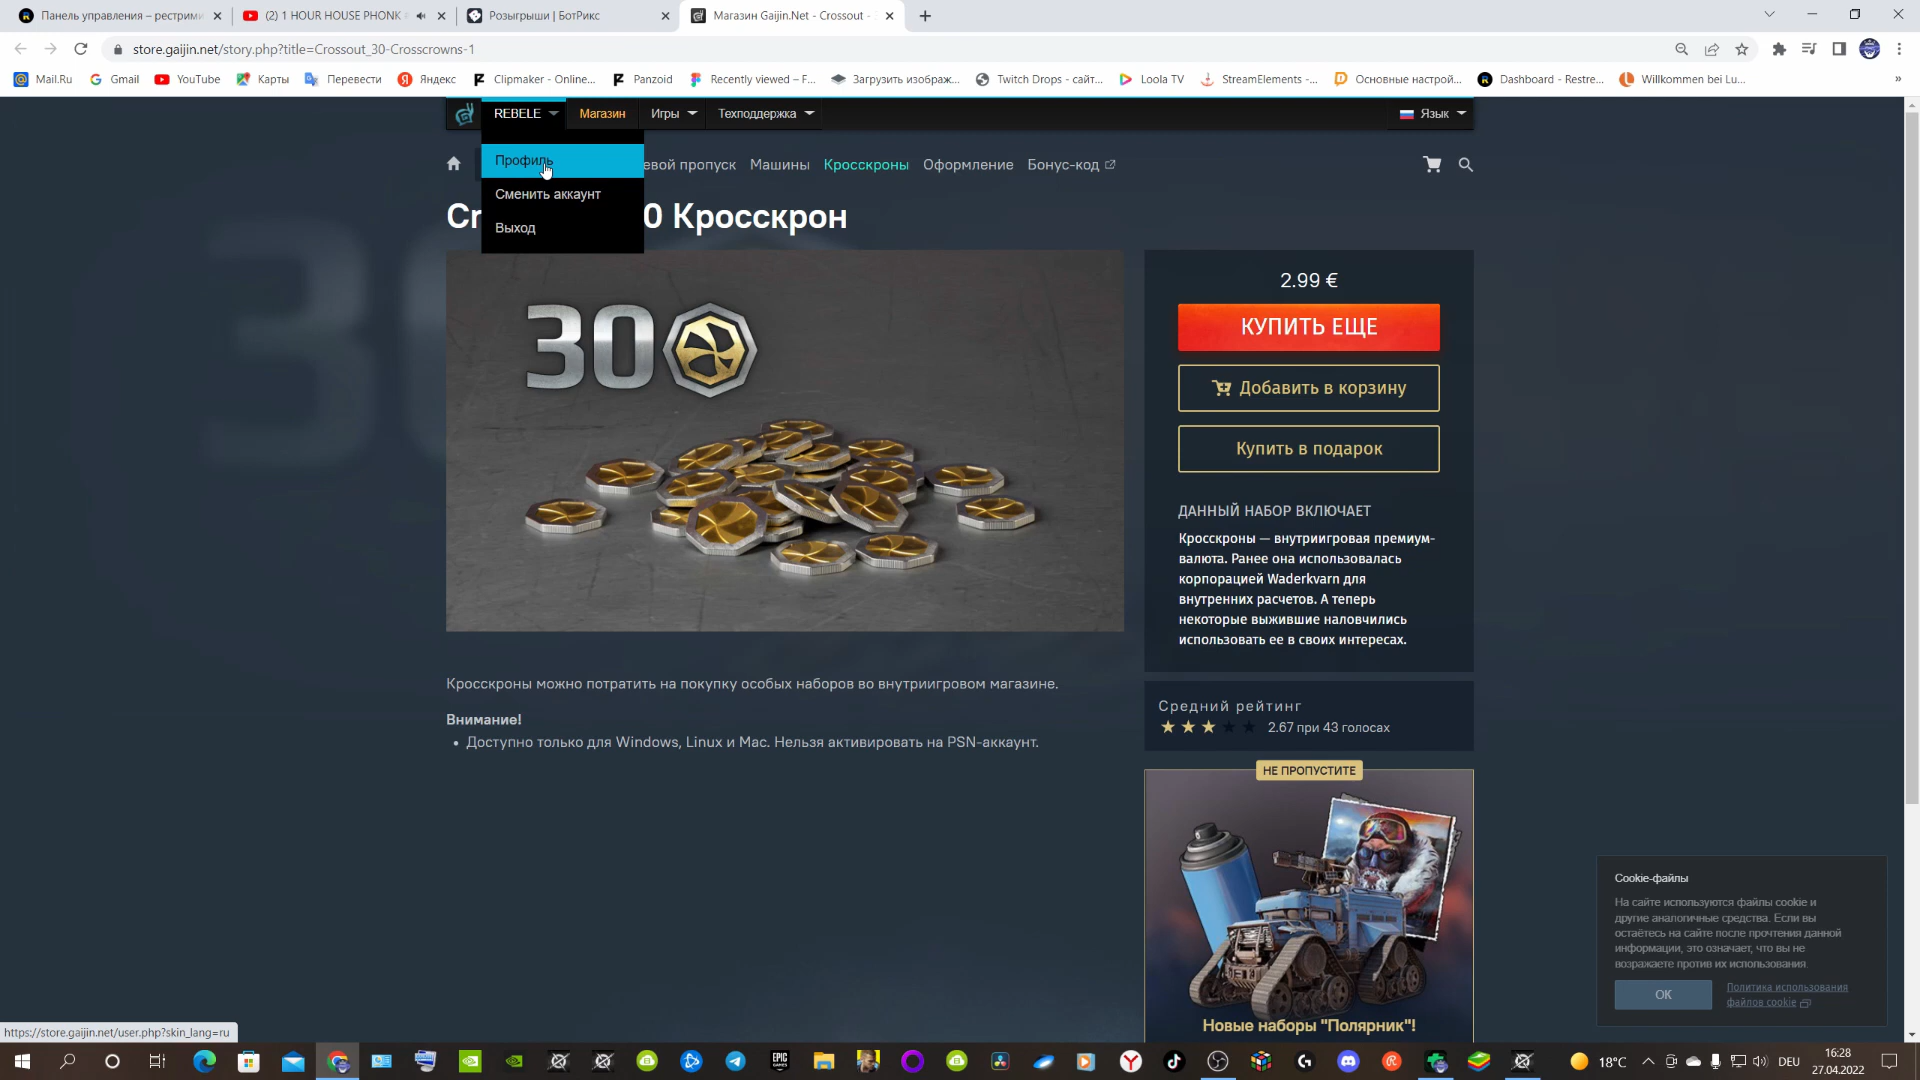 Панель управления – рестрими
(2) 1 HOUR HOUSE PHONK
Розыгрыши | БотРикс
Магазин Gaijin.Net - Crossout -
store.gaijin.net/story.php?title=Crossout_30-Crosscrowns-1
Mail.Ru
Gmail
YouTube
Карты
Перевести
Яндекс
Clipmaker - Online...
Panzoid
Recently viewed – F...
Загрузить изображ...
Twitch Drops - сайт...
Loola TV
StreamElements -...
Основные настрой...
Dashboard - Restre...
Willkommen bei Lu...
»
REBELE
Магазин
Игры
Техподдержка
Язык
Профиль
Сменить аккаунт
Выход
евой пропуск
Машины
Кросскроны
Оформление
Бонус-код
Cr
0 Кросскрон
30
2.99 €
КУПИТЬ ЕЩЕ
Добавить в корзину
Купить в подарок
ДАННЫЙ НАБОР ВКЛЮЧАЕТ
Кросскроны — внутриигровая премиум-
валюта. Ранее она использовалась
корпорацией Waderkvarn для
внутренних расчетов. А теперь
некоторые выжившие наловчились
использовать ее в своих интересах.
Кросскроны можно потратить на покупку особых наборов во внутриигровом магазине.
Внимание!
• Доступно только для Windows, Linux и Mac. Нельзя активировать на PSN-аккаунт.
Средний рейтинг
2.67 при 43 голосах
НЕ ПРОПУСТИТЕ
Новые наборы "Полярник"!
Cookie-файлы
На сайте используются файлы cookie и
другие аналогичные средства. Если вы
остаётесь на сайте после прочтения данной
информации, это означает, что вы не
возражаете против их использования.
OK
Политика использования
файлов cookie
https://store.gaijin.net/user.php?skin_lang=ru
EPIC
GAMES
18°C
DEU
16:28
27.04.2022